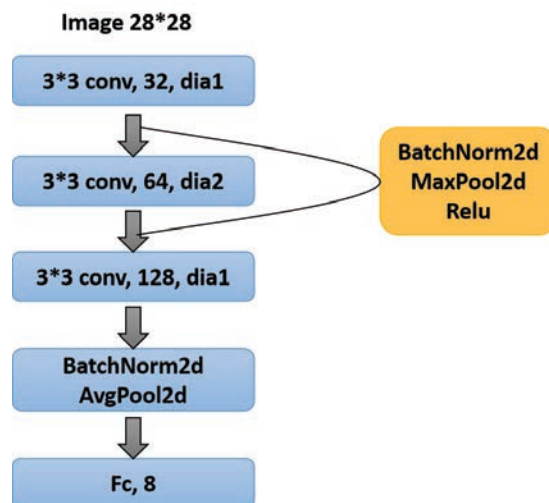 Image 28*28
3*3 conv, 32, dia1
3*3 conv, 64, dia2
BatchNorm2d
MaxPool2d
Relu
3*3 conv, 128, dia1
BatchNorm2d
AvgPool2d
Fc, 8